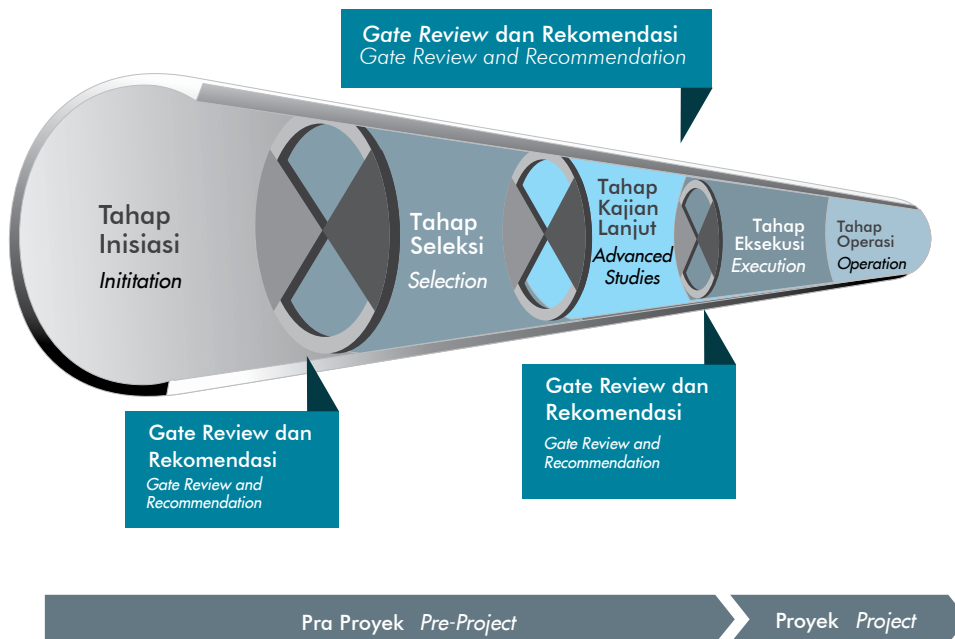 Gate Review dan Rekomendasi
Gate Review and Recommendation
Tahap
Inisiasi
Inititation
Tahap
Seleksi
Selection
Tahap
Kajian
Lanjut
Advanced
Studies
Tahap
Eksekusi
Execution
Tahap
Operasi
Operation
Gate Review dan
Rekomendasi
Gate Review and
Recommendation
Gate Review dan
Rekomendasi
Gate Review and
Recommendation
Pra Proyek Pre-Project
Proyek Project